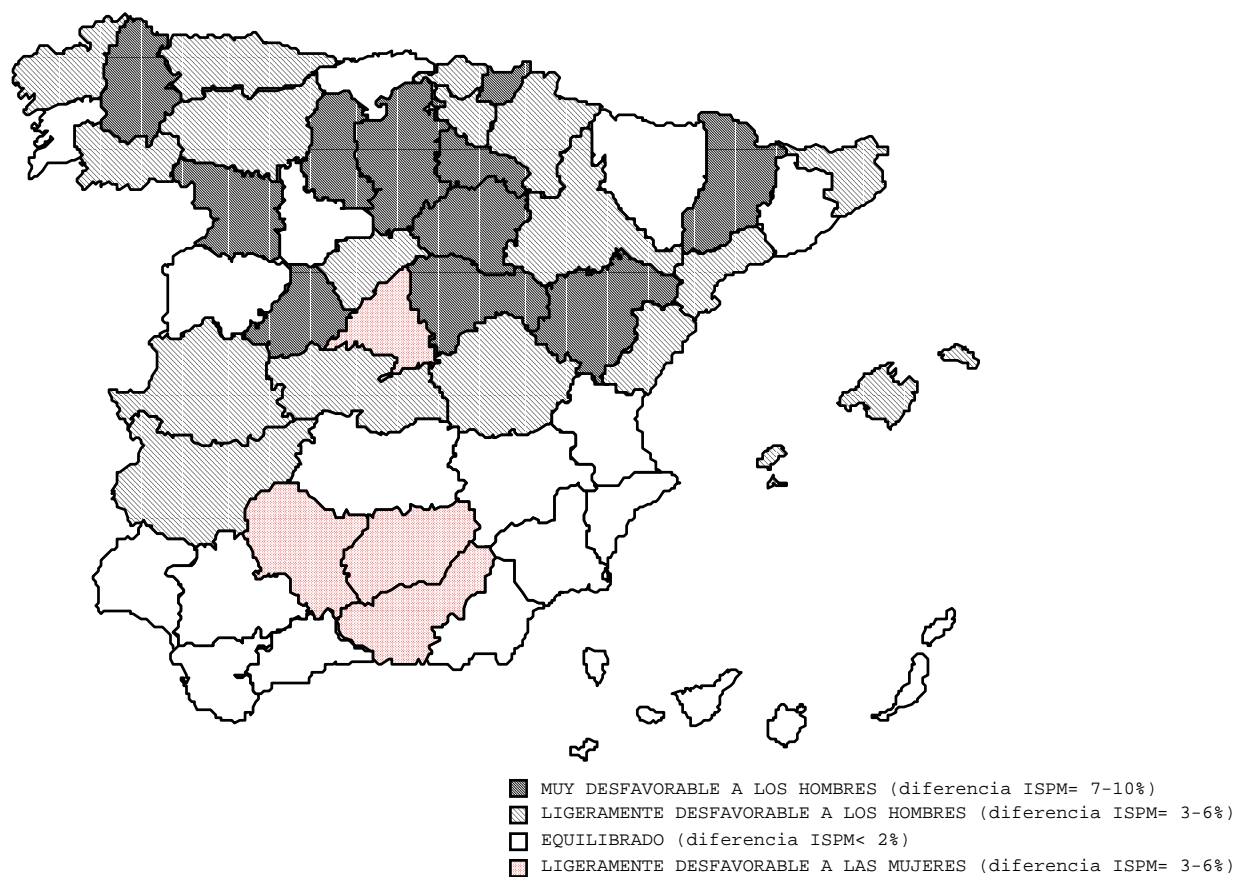 MUY DESFAVORABLE A LOS HOMBRES (diferencia ISPM= 7-10%)
LIGERAMENTE DESFAVORABLE A LOS HOMBRES (diferencia ISPM= 3-6%)
EQUILIBRADO (diferencia ISPM< 2%)
LIGERAMENTE DESFAVORABLE A LAS MUJERES (diferencia ISPM= 3-6%)